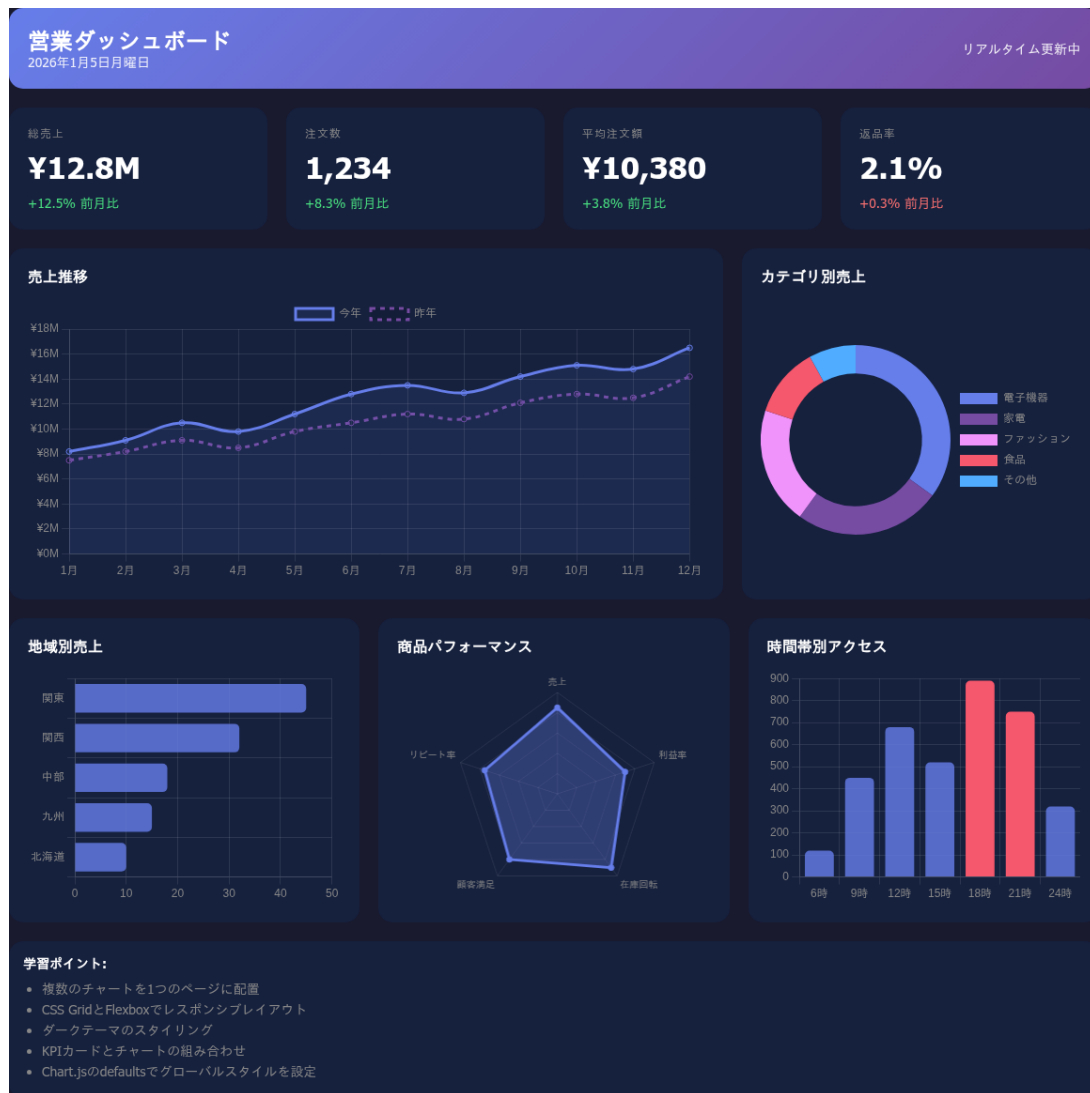 営業ダッシュボード
2026年1月5日月曜日
リアルタイム更新中
総売上
¥12.8M
+12.5% 前月比
注文数
1,234
+8.3% 前月比
平均注文額
¥10,380
+3.8% 前月比
返品率
2.1%
+0.3% 前月比
売上推移
今年 昨年
¥18M
¥16M
¥14M
¥12M
¥10M
¥8M
¥6M
¥4M
¥2M
¥0M
1月 2月 3月 4月 5月 6月 7月 8月 9月 10月 11月 12月
カテゴリ別売上
電子機器
家電
ファッション
食品
その他
地域別売上
関東
関西
中部
九州
北海道
0 10 20 30 40 50
商品パフォーマンス
売上
リピート率
利益率
顧客満足
在庫回転
時間帯別アクセス
900
800
700
600
500
400
300
200
100
0
6時 9時 12時 15時 18時 21時 24時
学習ポイント:
• 複数のチャートを1つのページに配置
• CSS GridとFlexboxでレスポンシブレイアウト
• ダークテーマのスタイリング
• KPIカードとチャートの組み合わせ
• Chart.jsのdefaultsでグローバルスタイルを設定